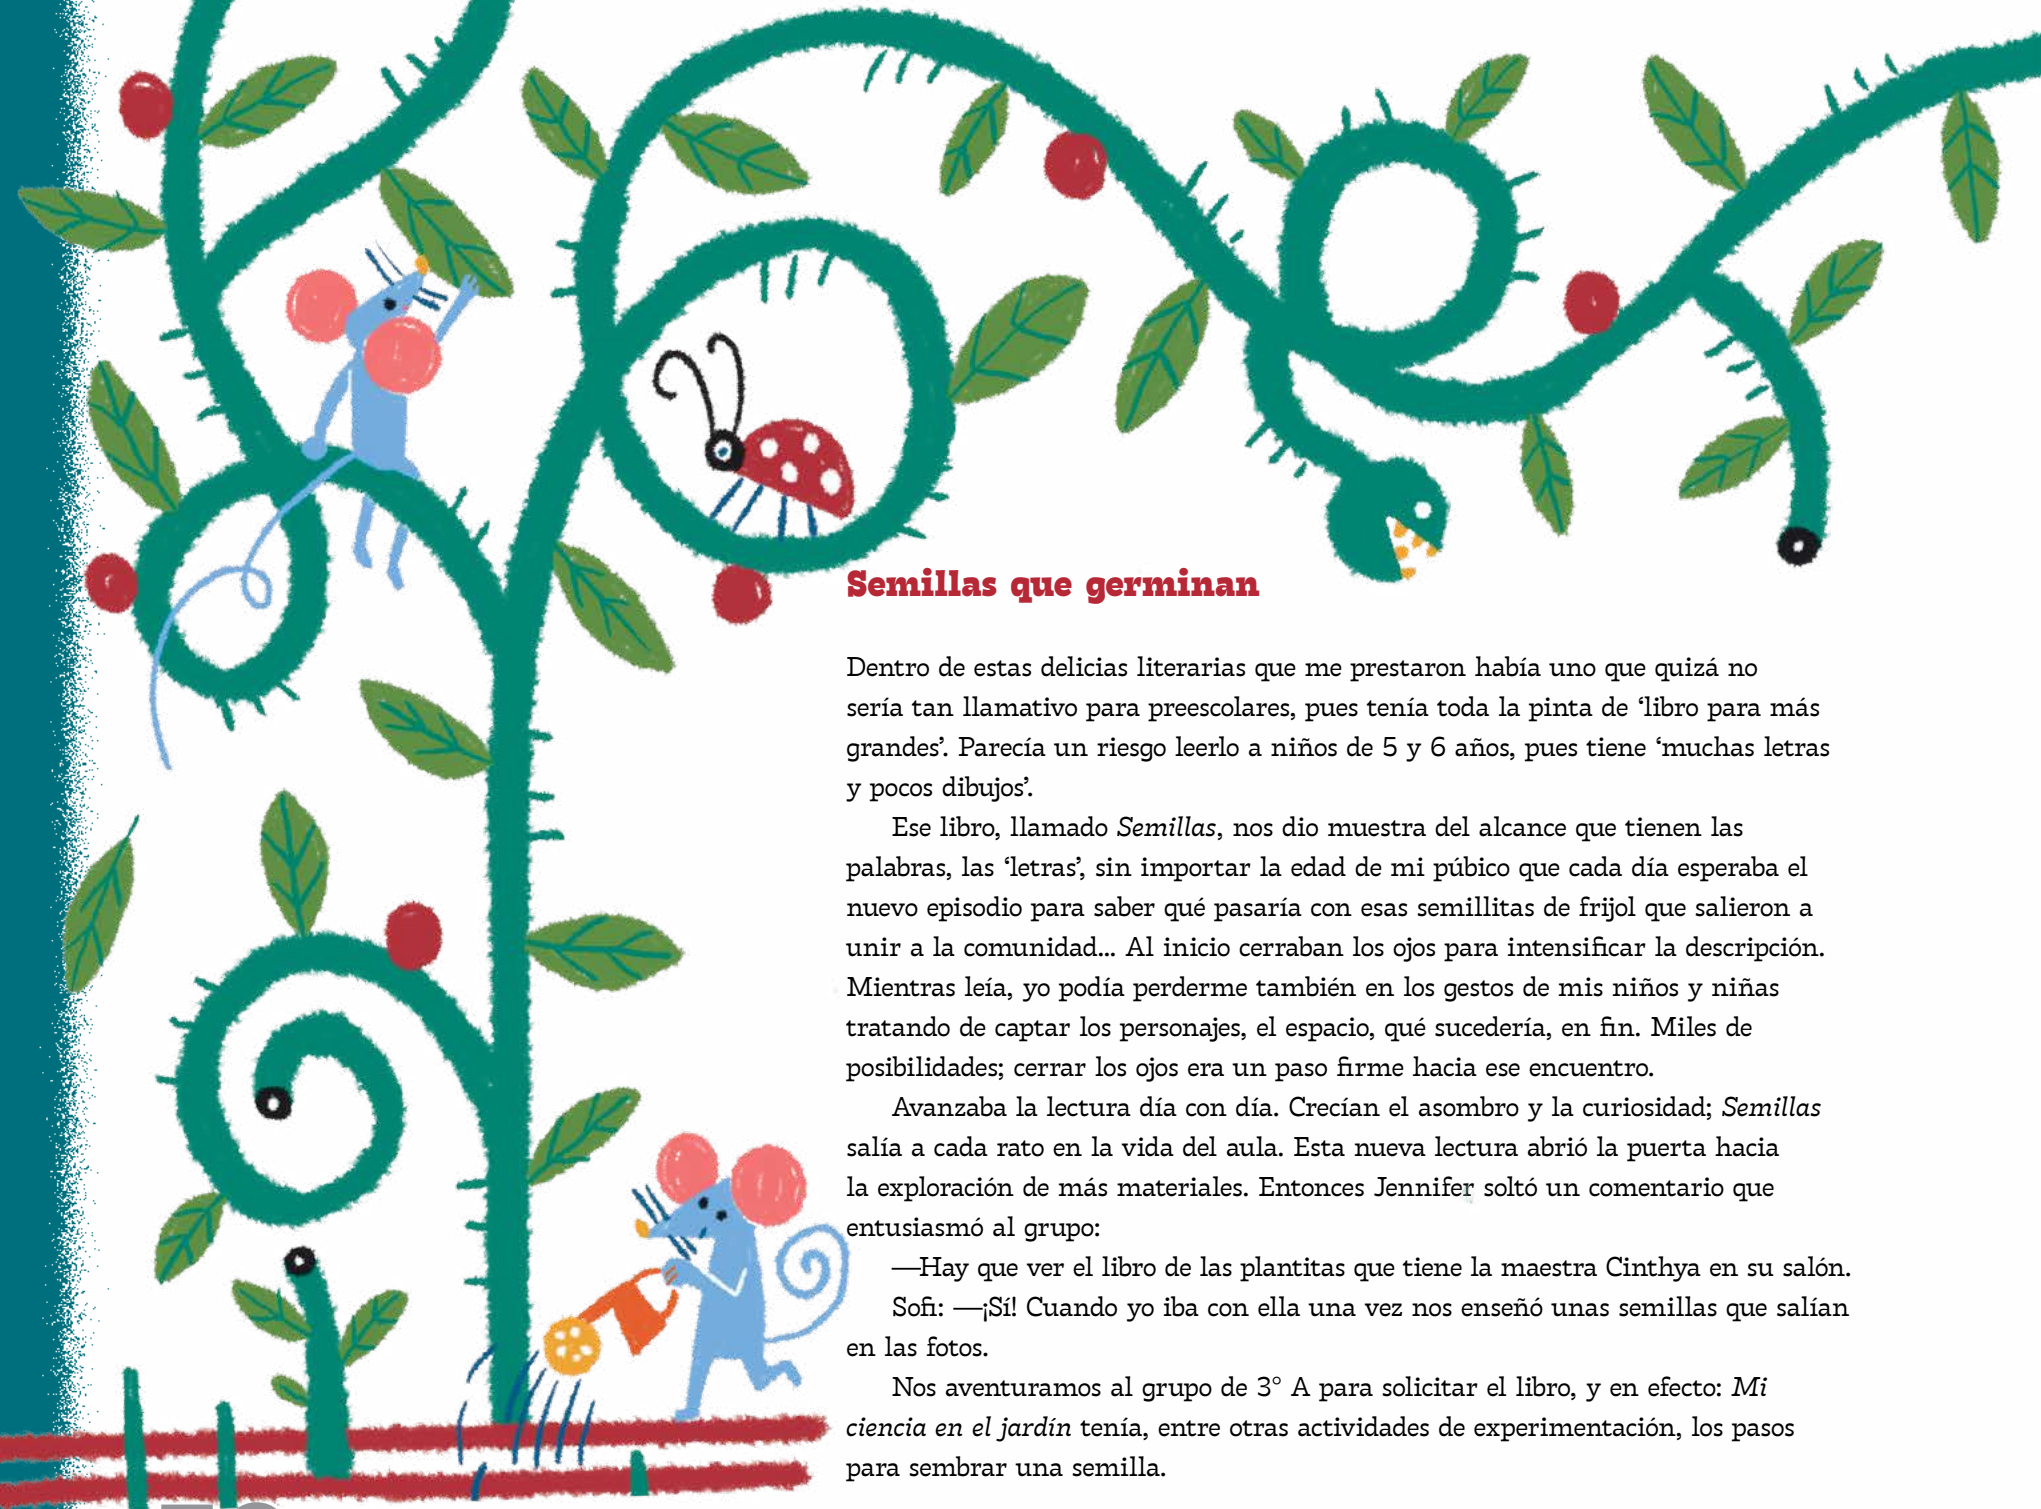 Semillas que germinan
Dentro de estas delicias literarias que me prestaron había uno que quizá no
sería tan llamativo para preescolares, pues tenía toda la pinta de ‘libro para más
grandes’. Parecía un riesgo leerlo a niños de 5 y 6 años, pues tiene ‘muchas letras
y pocos dibujos’.
Ese libro, llamado Semillas, nos dio muestra del alcance que tienen las
palabras, las ‘letras’, sin importar la edad de mi púbico que cada día esperaba el
nuevo episodio para saber qué pasaría con esas semillitas de frijol que salieron a
unir a la comunidad... Al inicio cerraban los ojos para intensificar la descripción.
Mientras leía, yo podía perderme también en los gestos de mis niños y niñas
tratando de captar los personajes, el espacio, qué sucedería, en fin. Miles de
posibilidades; cerrar los ojos era un paso firme hacia ese encuentro.
Avanzaba la lectura día con día. Crecían el asombro y la curiosidad; Semillas
salía a cada rato en la vida del aula. Esta nueva lectura abrió la puerta hacia
la exploración de más materiales. Entonces Jennifer soltó un comentario que
entusiasmó al grupo:
—Hay que ver el libro de las plantitas que tiene la maestra Cinthya en su salón.
Sofi: —¡Sí! Cuando yo iba con ella una vez nos enseñó unas semillas que salían
en las fotos.
Nos aventuramos al grupo de 3° A para solicitar el libro, y en efecto: Mi
ciencia en el jardín tenía, entre otras actividades de experimentación, los pasos
para sembrar una semilla.